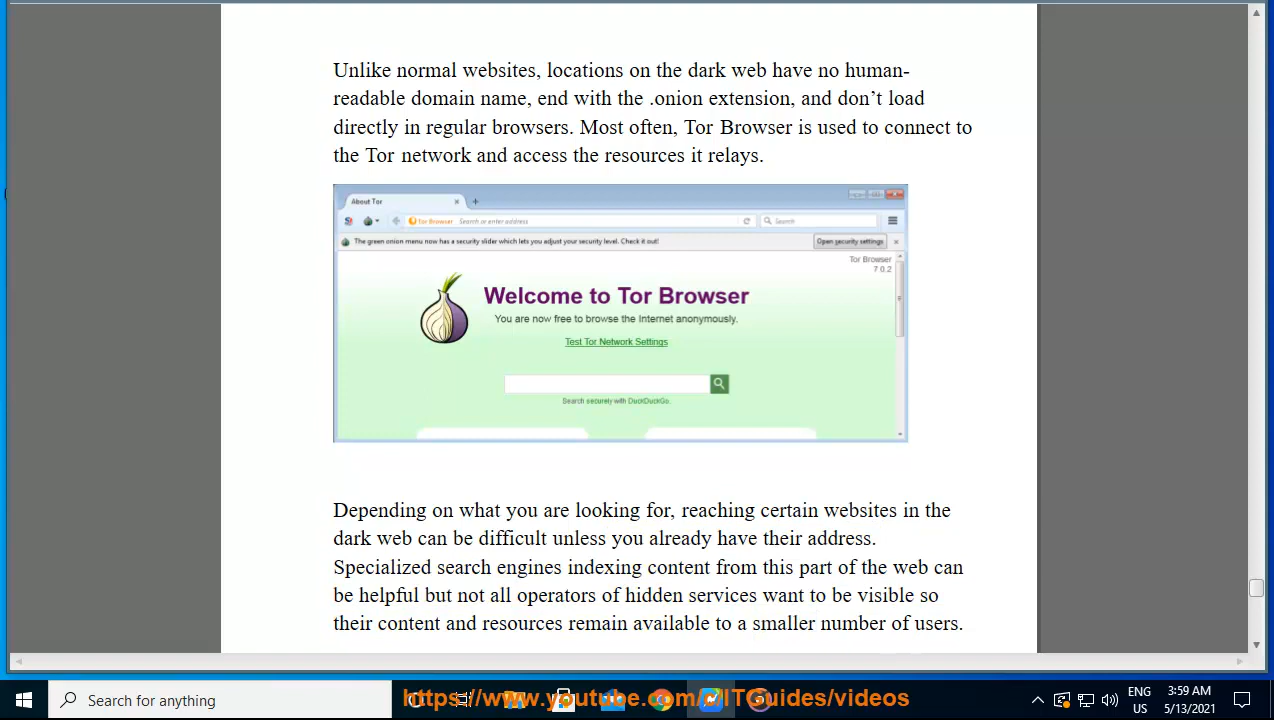 Unlike normal websites, locations on the dark web have no human-
readable domain name, end with the .onion extension, and don’t load
directly in regular browsers. Most often, Tor Browser is used to connect to
the Tor network and access the resources it relays.
About Tor
Tor Browser Search or enter address
Search
The green onion menu now has a security slider which lets you adjust your security level. Check it out!
Open security settings
Tor Browser
7.0.2
Welcome to Tor Browser
You are now free to browse the Internet anonymously.
Test Tor Network Settings
Search securely with DuckDuckGo.
Depending on what you are looking for, reaching certain websites in the
dark web can be difficult unless you already have their address.
Specialized search engines indexing content from this part of the web can
be helpful but not all operators of hidden services want to be visible so
their content and resources remain available to a smaller number of users.
Search for anything
ENG
US
3:59 AM
5/13/2021